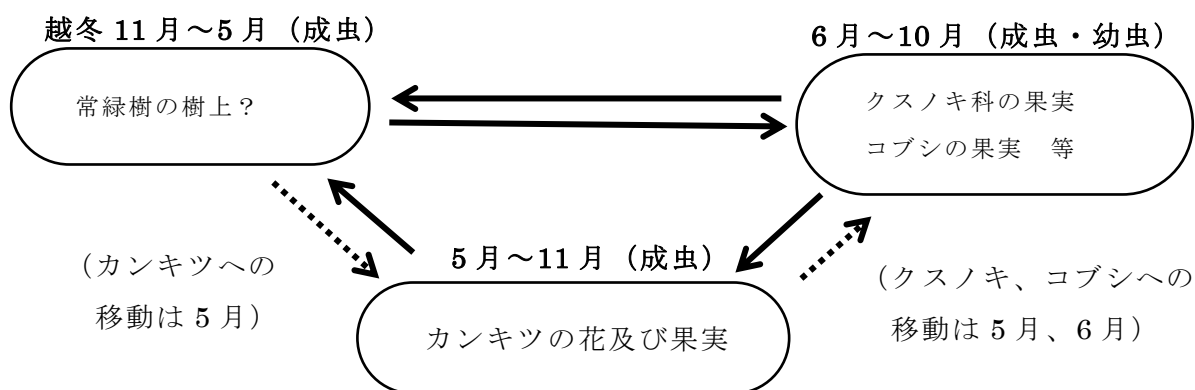 越冬 11 月～5 月（成虫）
常緑樹の樹上？
6 月～10 月（成虫・幼虫）
クスノキ科の果実
コブシの果実　等
（カンキツへの
移動は 5 月）
5 月～11 月（成虫）
カンキツの花及び果実
（クスノキ、コブシへの
移動は 5 月、6 月）